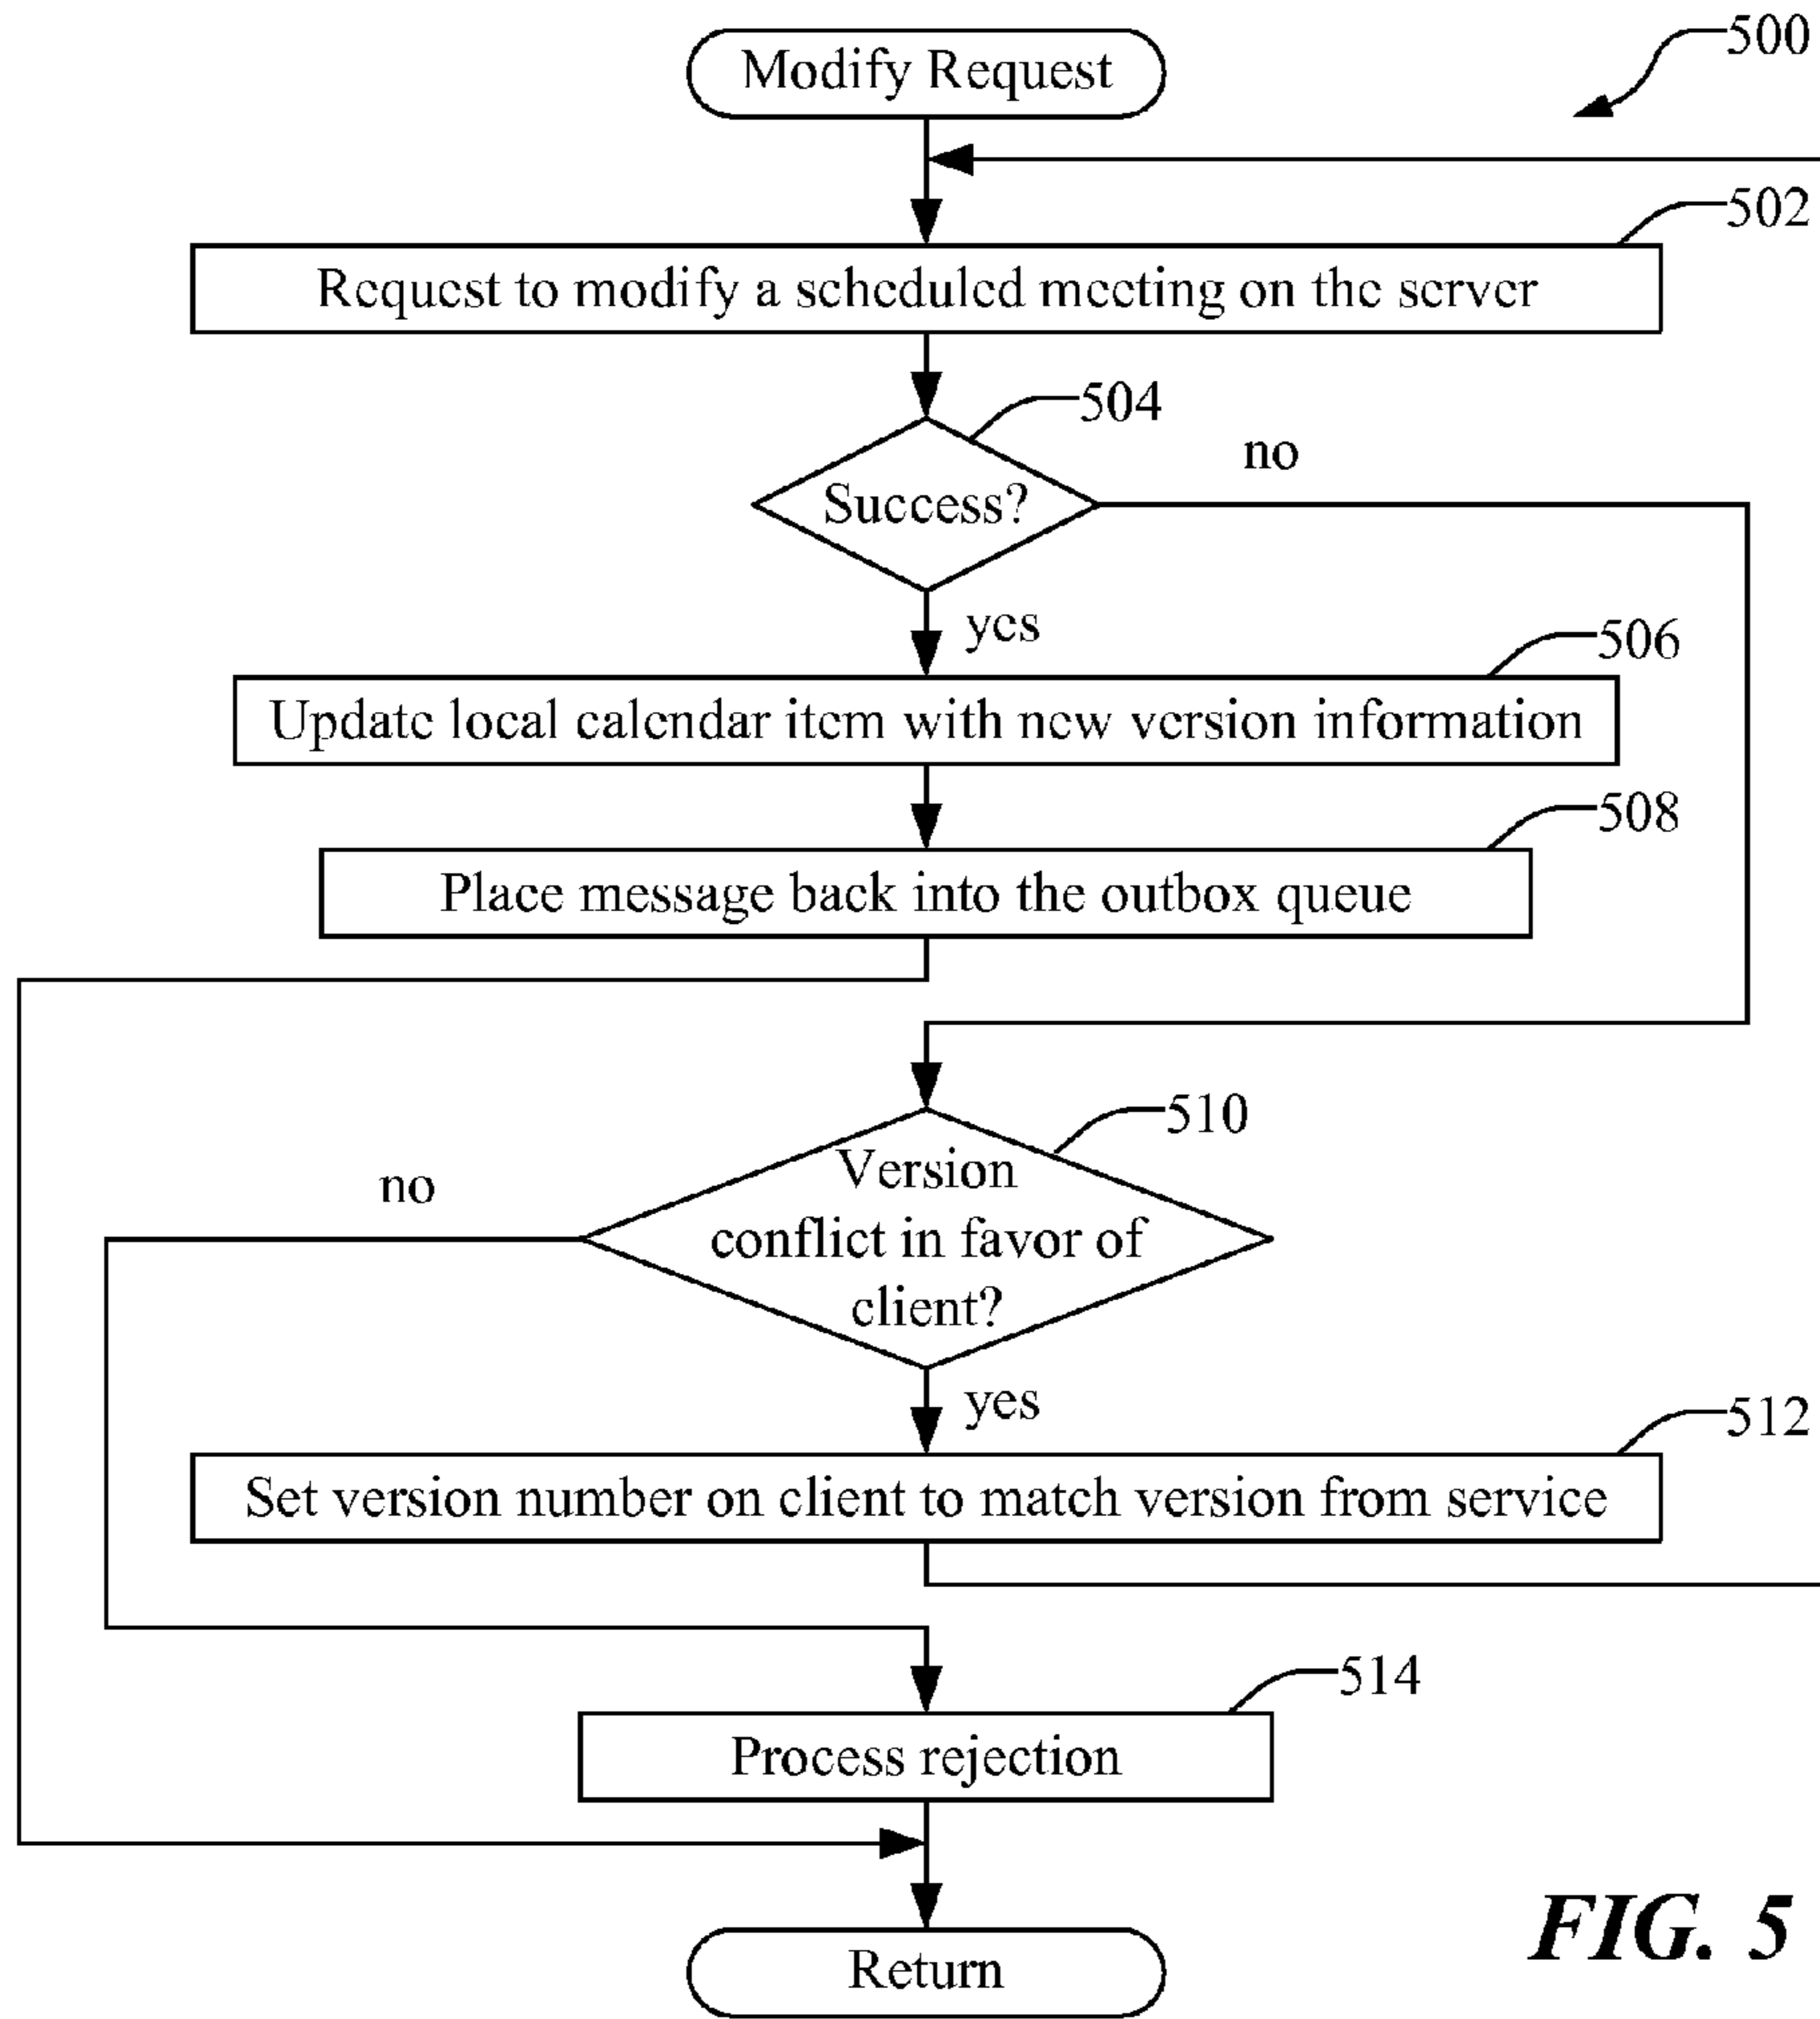 Modify Request
500
502
Request to modify a scheduled meeting on the server
504
Success?
no
yes
506
Update local calendar item with new version information
508
Place message back into the outbox queue
510
Version
conflict in favor of
client?
no
yes
512
Set version number on client to match version from service
514
Process rejection
Return
FIG. 5